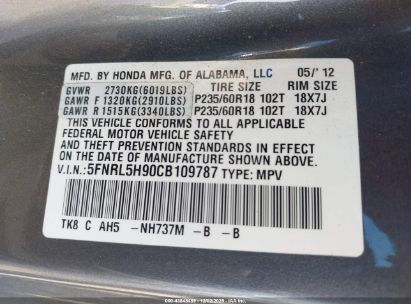 MFD. BY HONDA MFG. OF ALABAMA, LLC 05/'12
GVWR 2730KG(6019LBS) TIRE SIZE RIM SIZE
GAWR F 1320KG(2910LBS) P235/60R18 102T 18X7J
GAWR R 1515KG(3340LBS) P235/60R18 102T 18X7J
THIS VEHICLE CONFORMS TO ALL APPLICABLE
FEDERAL MOTOR VEHICLE SAFETY
AND THEFT PREVENTION STANDARDS IN EFFECT
ON THE DATE OF MANUFACTURE SHOWN ABOVE.
V.I.N.: 5FNRL5H90CB109787 TYPE: MPV
TK8 C AH5 -NH737M -B -B